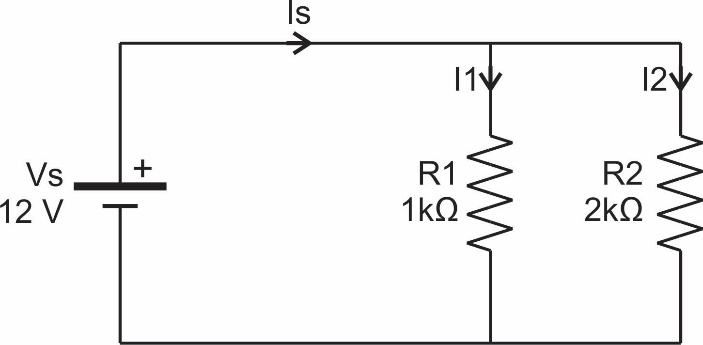 Is
I1
I2
+
Vs
12 V
R1
1kΩ
R2
2kΩ